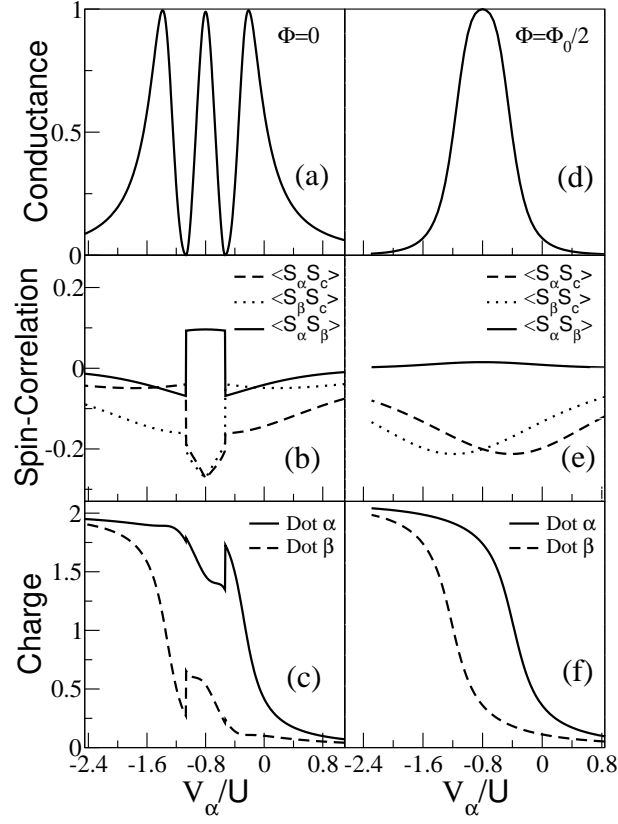 Conductance
1
0.5
0
Φ=0
(a)
Φ=Φ₀/2
(d)
Spin-Correlation
0.2
0
-0.2
<SαSc>
<SβSc>
<SαSβ>
(b)
<SαSc>
<SβSc>
<SαSβ>
(e)
Charge
2
1.5
1
0.5
0
Dot α
Dot β
(c)
Dot α
Dot β
(f)
-2.4 -1.6 -0.8 0 0.8
-2.4 -1.6 -0.8 0 0.8
Vα/U
Vα/U